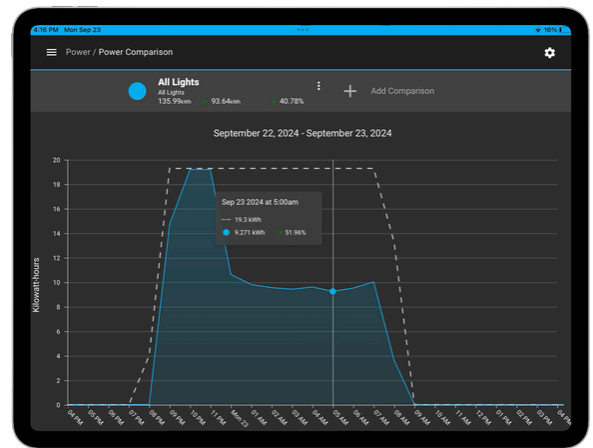 4:16 PM Mon Sep 23
16%
Power / Power Comparison
All Lights
All Lights
135.99kWh 93.64kWh 40.78%
Add Comparison
September 22, 2024 - September 23, 2024
Kilowatt-hours
20
18
16
14
12
10
8
6
4
2
0
Sep 23 2024 at 5:00am
19.3 kWh
9.271 kWh 51.96%
04 PM
05 PM
06 PM
07 PM
08 PM
09 PM
10 PM
11 PM
Mon 23
01 AM
02 AM
03 AM
04 AM
05 AM
06 AM
07 AM
08 AM
09 AM
10 AM
11 AM
12 PM
01 PM
02 PM
03 PM
04 PM